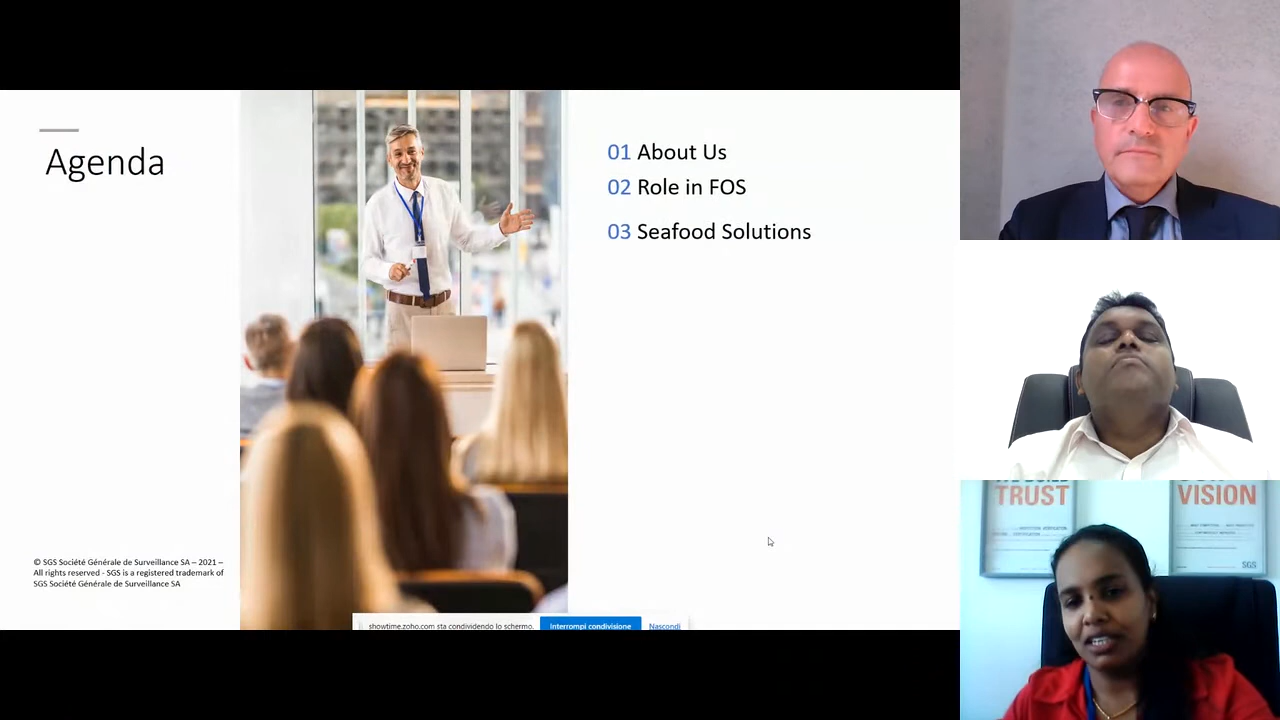 Agenda
01 About Us
02 Role in FOS
03 Seafood Solutions
© SGS Société Générale de Surveillance SA – 2021 –
All rights reserved - SGS is a registered trademark of
SGS Société Générale de Surveillance SA
showtime.zoho.com sta condividendo lo schermo.
Interrompi condivisione
Nascondi
TRUST
VISION
SGS